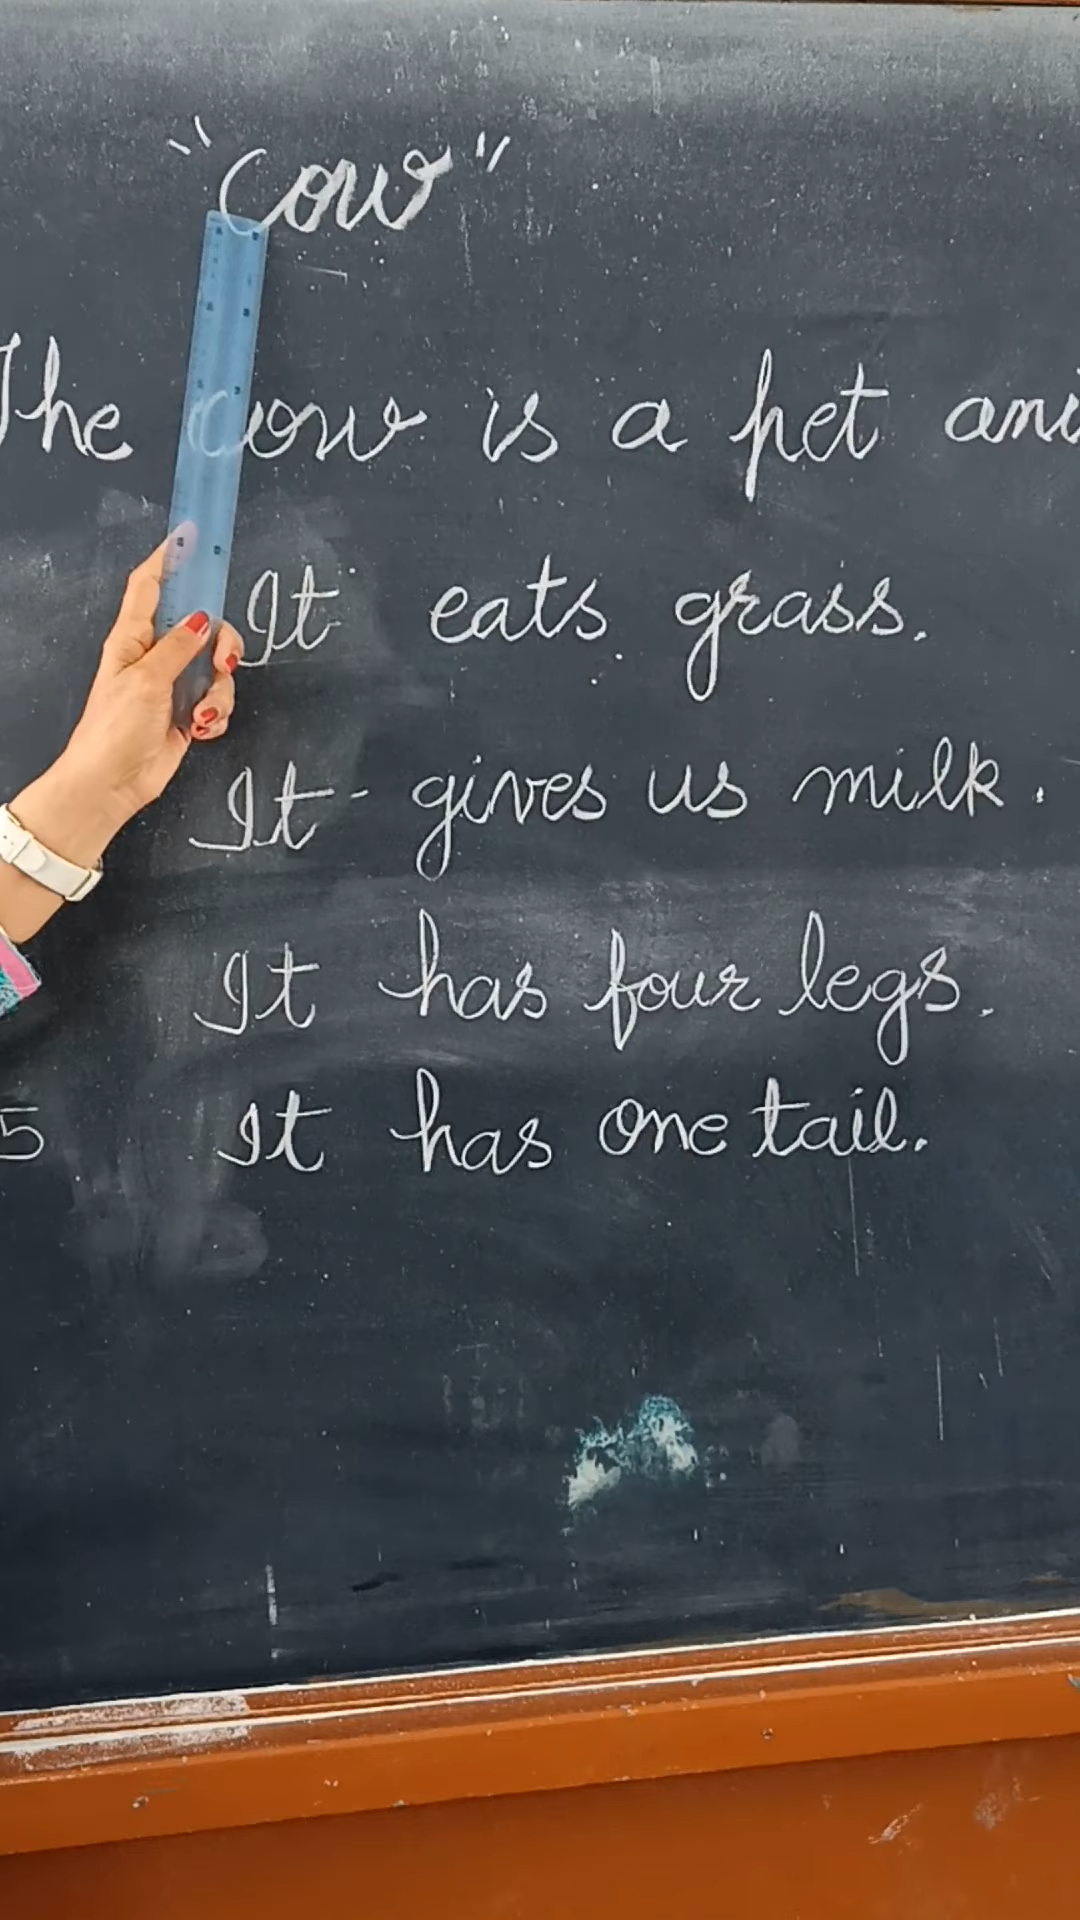 "Cow"
The cow is a pet ani
It eats grass.
It gives us milk.
It has four legs.
5 It has one tail.